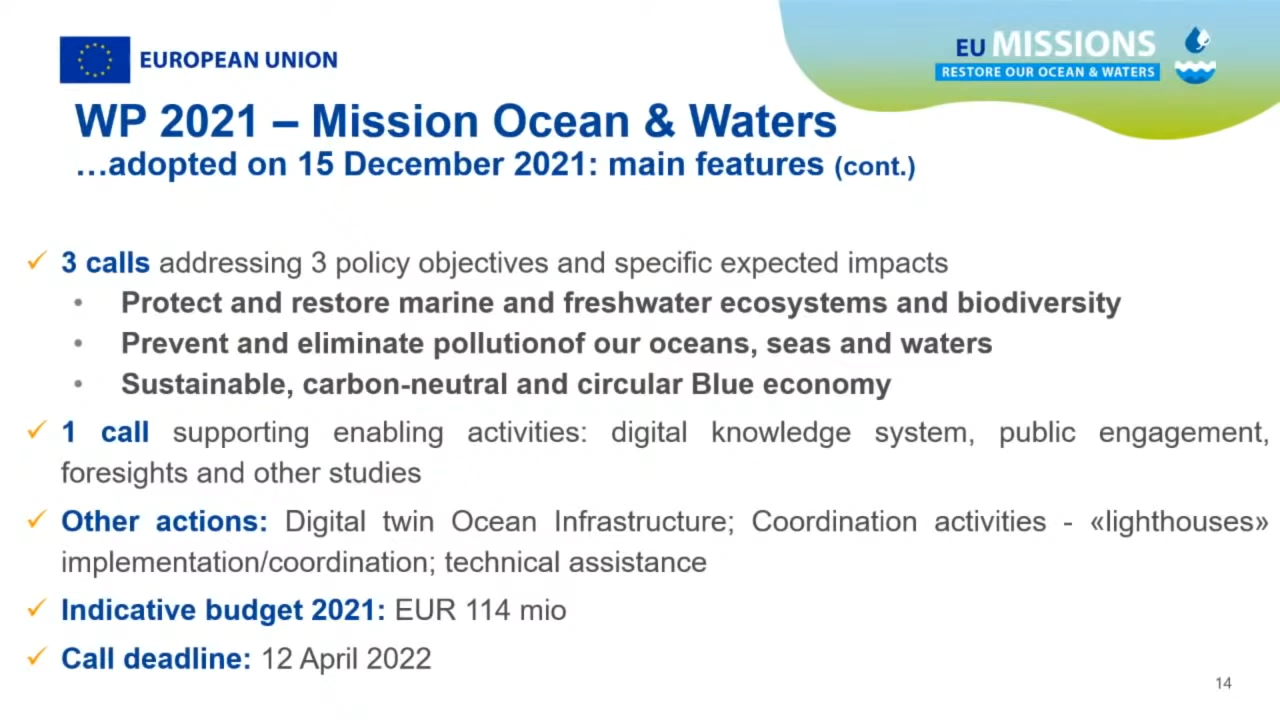 EUROPEAN UNION
EU MISSIONS
RESTORE OUR OCEAN & WATERS
WP 2021 – Mission Ocean & Waters
…adopted on 15 December 2021: main features (cont.)
✓ 3 calls addressing 3 policy objectives and specific expected impacts
• Protect and restore marine and freshwater ecosystems and biodiversity
• Prevent and eliminate pollutionof our oceans, seas and waters
• Sustainable, carbon-neutral and circular Blue economy
✓ 1 call supporting enabling activities: digital knowledge system, public engagement,
foresights and other studies
✓ Other actions: Digital twin Ocean Infrastructure; Coordination activities - «lighthouses»
implementation/coordination; technical assistance
✓ Indicative budget 2021: EUR 114 mio
✓ Call deadline: 12 April 2022
14